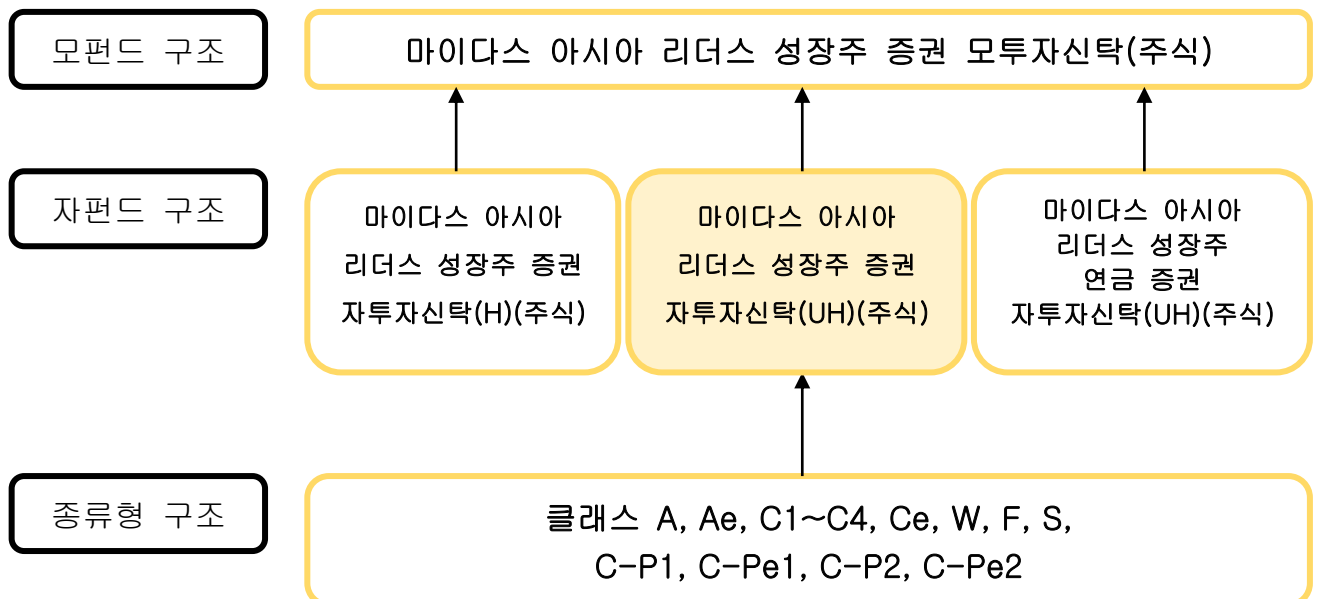 모펀드 구조
마이다스 아시아 리더스 성장주 증권 모투자신탁(주식)
자펀드 구조
마이다스 아시아
리더스 성장주 증권
자투자신탁(H)(주식)
마이다스 아시아
리더스 성장주 증권
자투자신탁(UH)(주식)
마이다스 아시아
리더스 성장주
연금 증권
자투자신탁(UH)(주식)
종류형 구조
클래스 A, Ae, C1~C4, Ce, W, F, S,
C-P1, C-Pe1, C-P2, C-Pe2